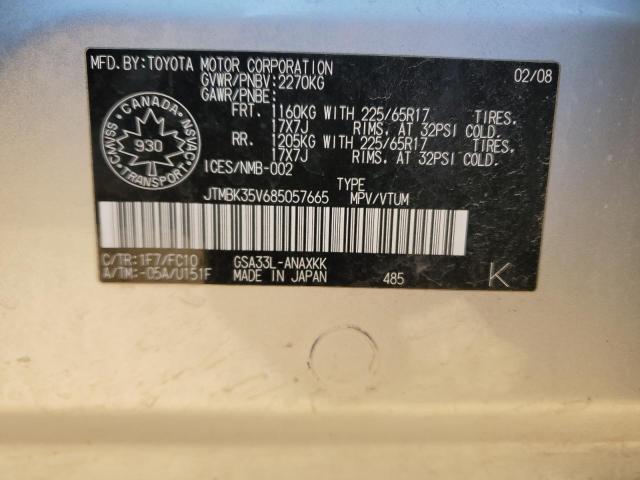 MFD.BY:TOYOTA MOTOR CORPORATION 02/08
GVWR/PNBV:2270KG
GAWR/PNBE:
FRT. 1160KG WITH 225/65R17 TIRES,
17X7J RIMS, AT 32PSI COLD.
RR. 1205KG WITH 225/65R17 TIRES,
17X7J RIMS, AT 32PSI COLD.
ICES/NMB-002
CANADA
CMVSS NSVAC
930
TRANSPORT
TYPE
JTMBK35V685057665 MPV/VTUM
C/TR:1F7/FC10 GSA33L-ANAXKK
A/TM:-05A/U151F MADE IN JAPAN 485 K